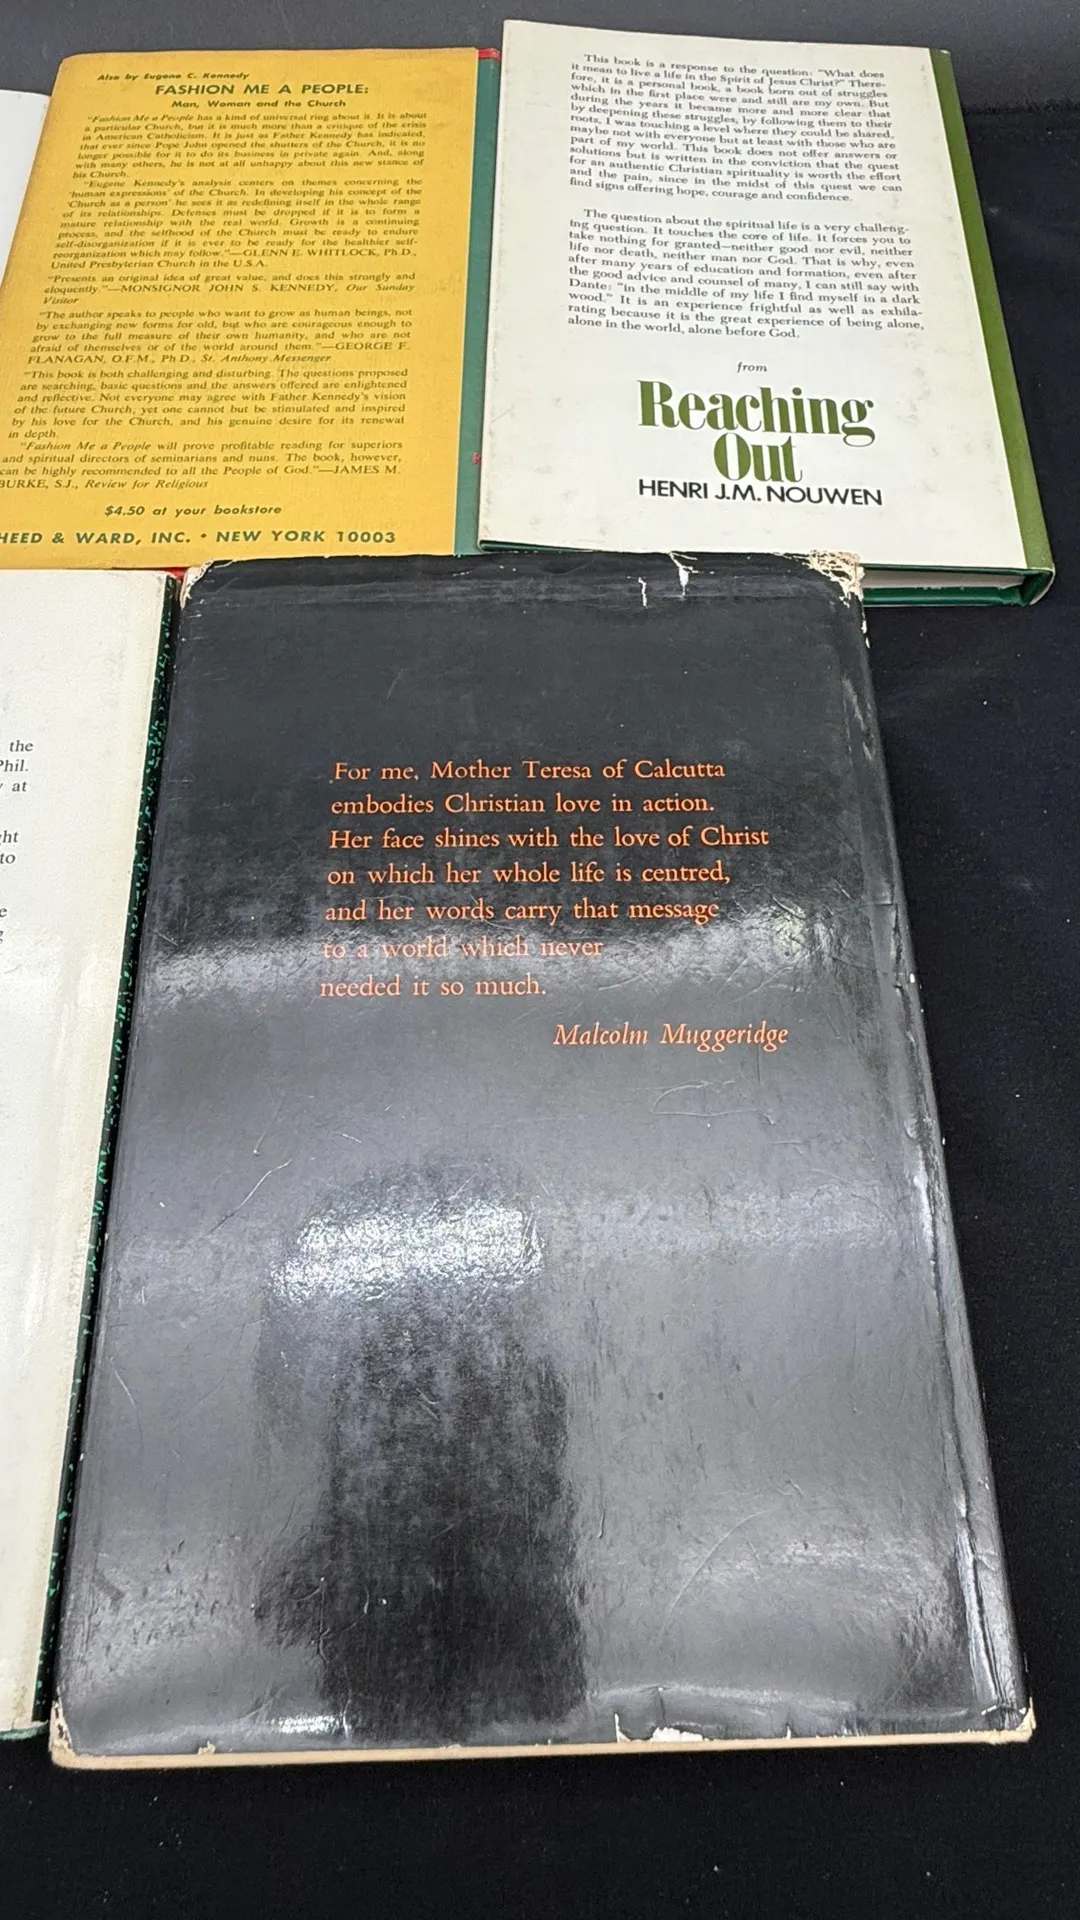 Also by Eugene C. Kennedy
FASHION ME A PEOPLE:
Man, Woman and the Church
"Fashion Me a People has a kind of universal ring about it. It is about
a particular Church, but it is much more than a critique of the crisis
in American Catholicism. It is just as Father Kennedy has indicated,
that ever since Pope John opened the shutters of the Church, it is no
longer possible for it to do its business in private again. And, along
with many others, he is not at all unhappy about this new stance of
his Church.
"Eugene Kennedy's analysis centers on themes concerning the
'human expressions' of the Church. In developing his concept of the
'Church as a person' he sees it as redefining itself in the whole range
of its relationships. Defenses must be dropped if it is to form a
mature relationship with the real world. Growth is a continuing
process, and the selfhood of the Church must be ready to endure
self-disorganization if it is ever to be ready for the healthier self-
reorganization which may follow."—GLENN E. WHITLOCK, Ph.D.,
United Presbyterian Church in the U.S.A.
"Presents an original idea of great value, and does this strongly and
eloquently."—MONSIGNOR JOHN S. KENNEDY, Our Sunday
Visitor
"The author speaks to people who want to grow as human beings, not
by exchanging new forms for old, but who are courageous enough to
grow to the full measure of their own humanity, and who are not
afraid of themselves or of the world around them."—GEORGE F.
FLANAGAN, O.F.M., Ph D., St. Anthony Messenger
"This book is both challenging and disturbing. The questions proposed
are searching, basic questions and the answers offered are enlightened
and reflective. Not everyone may agree with Father Kennedy's vision
of the future Church, yet one cannot but be stimulated and inspired
by his love for the Church, and his genuine desire for its renewal
in depth.
"Fashion Me a People will prove profitable reading for superiors
and spiritual directors of seminarians and nuns. The book, however,
can be highly recommended to all the People of God."—JAMES M.
BURKE, S.J., Review for Religious
$4.50 at your bookstore
HEED & WARD, INC. • NEW YORK 10003
This book is a response to the question: "What does
it mean to live a life in the Spirit of Jesus Christ?" There-
fore, it is a personal book, a book born out of struggles
which in the first place were and still are my own. But
during the years it became more and more clear that
by deepening these struggles, by following them to their
roots, I was touching a level where they could be shared,
maybe not with everyone but at least with those who are
part of my world. This book does not offer answers or
solutions but is written in the conviction that the quest
for an authentic Christian spirituality is worth the effort
and the pain, since in the midst of this quest we can
find signs offering hope, courage and confidence.
The question about the spiritual life is a very challeng-
ing question. It touches the core of life. It forces you to
take nothing for granted—neither good nor evil, neither
life nor death, neither man nor God. That is why, even
after many years of education and formation, even after
the good advice and counsel of many, I can still say with
Dante: "in the middle of my life I find myself in a dark
wood." It is an experience frightful as well as exhila-
rating because it is the great experience of being alone,
alone in the world, alone before God.
from
Reaching
Out
HENRI J.M. NOUWEN
the
Phil.
at
to
For me, Mother Teresa of Calcutta
embodies Christian love in action.
Her face shines with the love of Christ
on which her whole life is centred,
and her words carry that message
to a world which never
needed it so much.
Malcolm Muggeridge